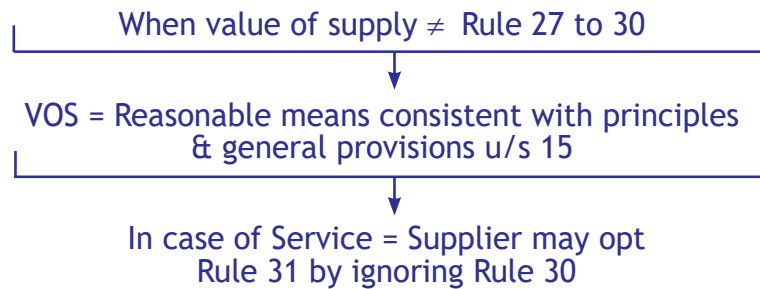 When value of supply ≠ Rule 27 to 30
VOS = Reasonable means consistent with principles
& general provisions u/s 15
In case of Service = Supplier may opt
Rule 31 by ignoring Rule 30